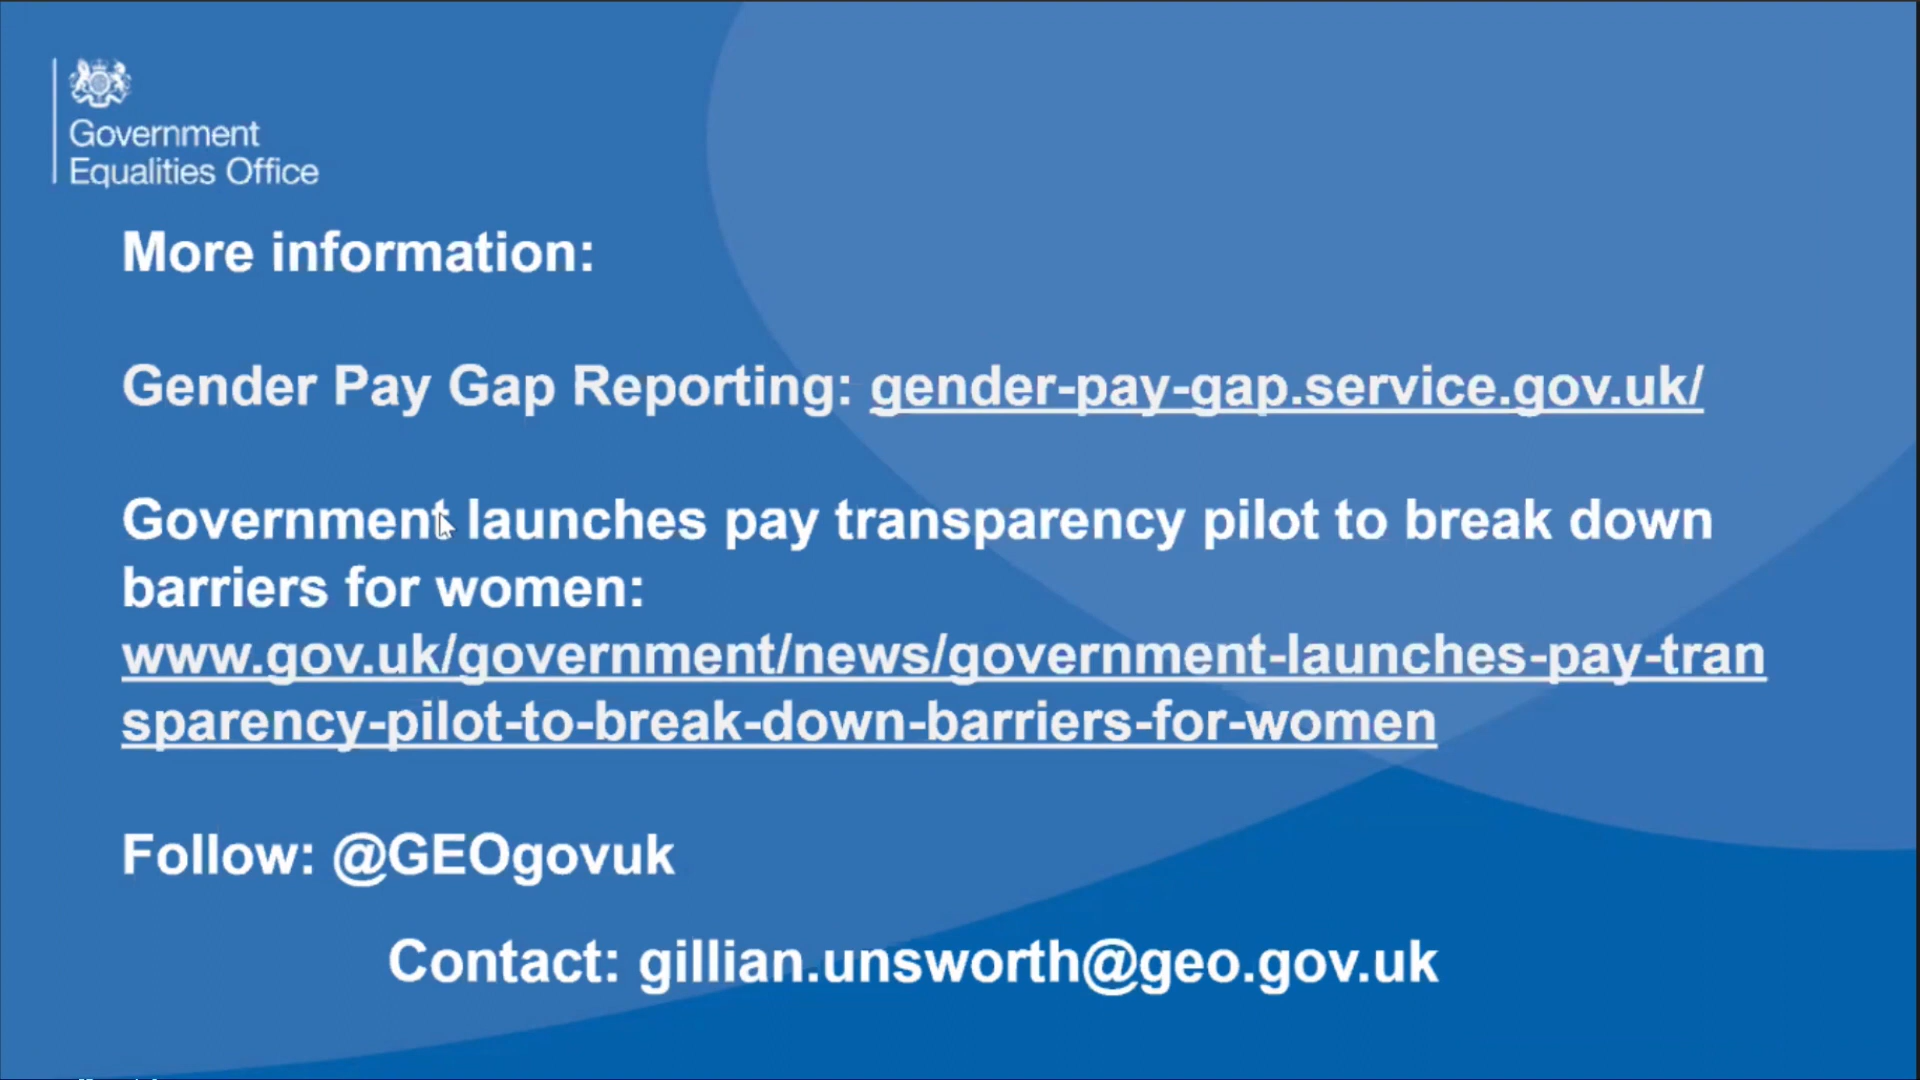 Government
Equalities Office
More information:
Gender Pay Gap Reporting: gender-pay-gap.service.gov.uk/
Government launches pay transparency pilot to break down
barriers for women:
www.gov.uk/government/news/government-launches-pay-tran
sparency-pilot-to-break-down-barriers-for-women
Follow: @GEOgovuk
Contact: gillian.unsworth@geo.gov.uk